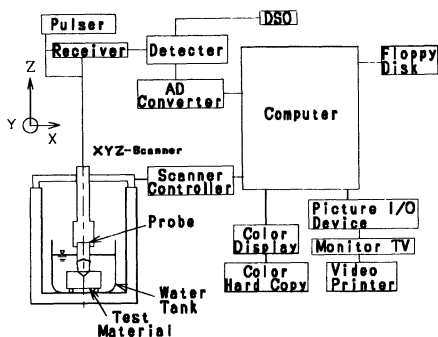 Pulser
DSO
Receiver
Detecter
Floppy
Disk
AD
Converter
Computer
Z
Y
X
XYZ-Scanner
Scanner
Controller
Picture I/O
Device
Probe
Color
Display
Monitor TV
Water
Tank
Color
Hard Copy
Video
Printer
Test
Material